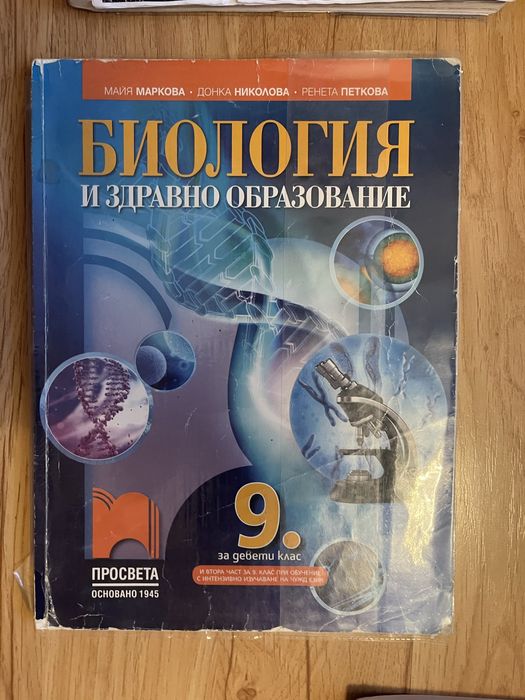 МАЙЯ МАРКОВА • ДОНКА НИКОЛОВА • РЕНЕТА ПЕТКОВА
БИОЛОГИЯ
И ЗДРАВНО ОБРАЗОВАНИЕ
9.
за девети клас
И ВТОРА ЧАСТ ЗА 9. КЛАС ПРИ ОБУЧЕНИЕ
С ИНТЕНЗИВНО ИЗУЧАВАНЕ НА ЧУЖД ЕЗИК
ПРОСВЕТА
ОСНОВАНО 1945